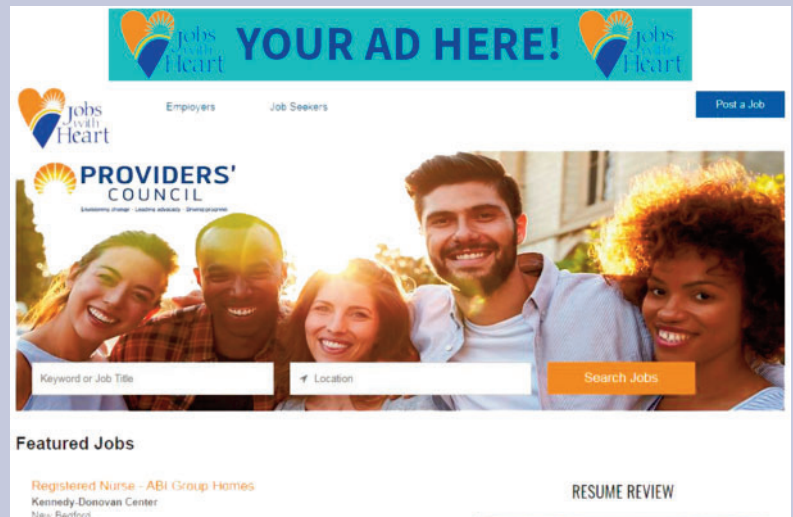 Jobs
with
Heart
YOUR AD HERE!
Jobs
with
Heart
Jobs
with
Heart
Employers
Job Seekers
Post a Job
PROVIDERS'
COUNCIL
Keyword or Job Title
Location
Search Jobs
Featured Jobs
Registered Nurse - ABI Group Homes
Kennedy-Donovan Center
New Bedford
RESUME REVIEW